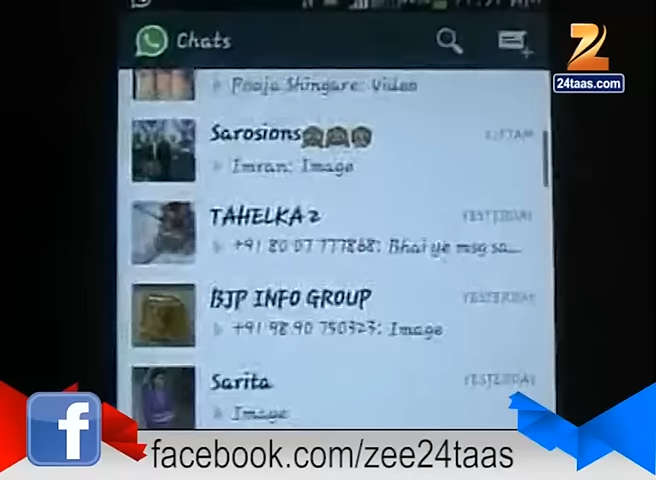 Chats
24taas.com
Pooja Shingare: Video
Sarosions
Imran: Image
TAHELKA 2 YESTERDAY
+91 80 07 777868: Bhai ye msg sa...
BJP INFO GROUP YESTERDAY
+91 98 90 750323: Image
Sarita YESTERDAY
Image
f
facebook.com/zee24taas